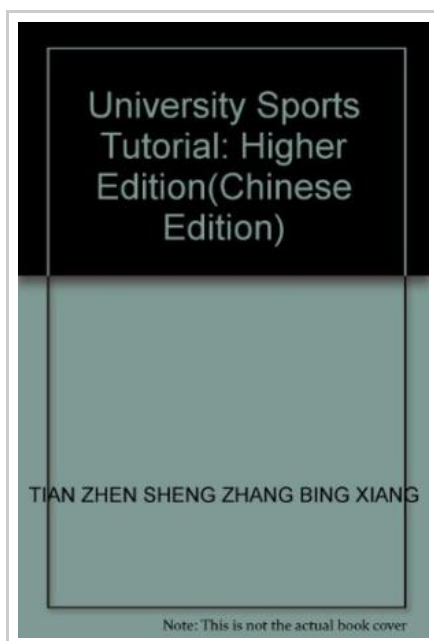 University Sports
Tutorial: Higher
Edition(Chinese
Edition)
TIAN ZHEN SHENG ZHANG BING XIANG
Note: This is not the actual book cover